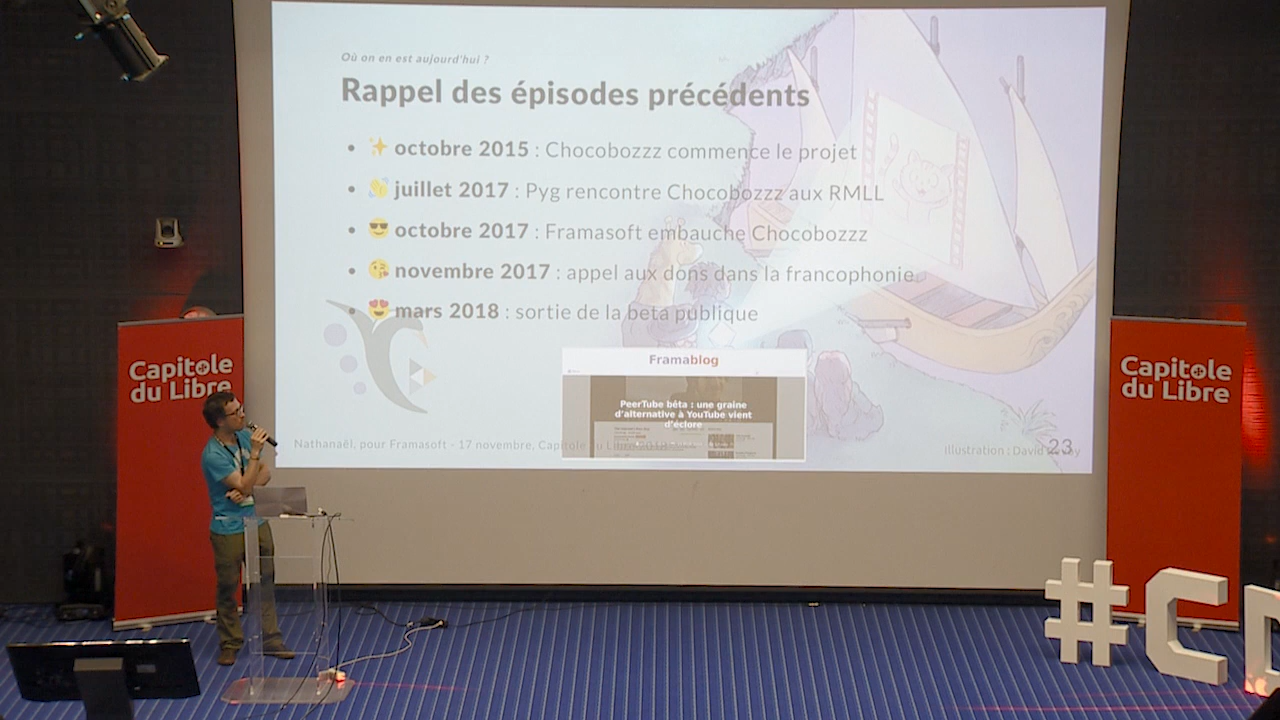 Où on en est aujourd'hui ?
Rappel des épisodes précédents
• ✨ octobre 2015 : Chocobozzz commence le projet
• 👋 juillet 2017 : Pyg rencontre Chocobozzz aux RMLL
• 😎 octobre 2017 : Framasoft embauche Chocobozzz
• 😘 novembre 2017 : appel aux dons dans la francophonie
• 😍 mars 2018 : sortie de la beta publique
Framablog
PeerTube bêta : une graine
d'alternative à YouTube vient
d'éclore
Nathanaël, pour Framasoft - 17 novembre, Capitole du Libre
Illustration : David
23
Capitole
du Libre
Capitole
du Libre
#C